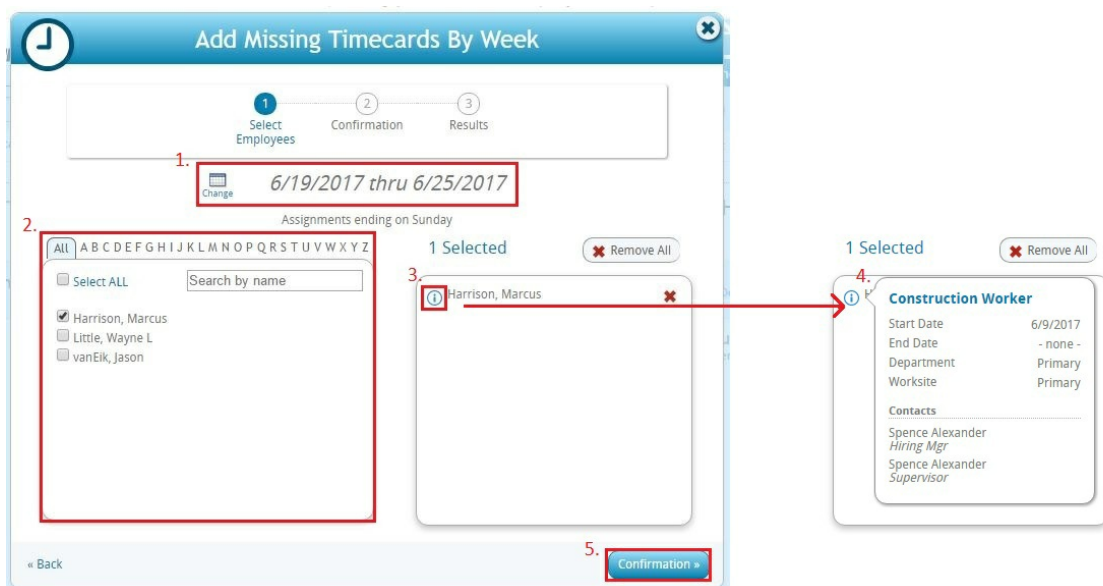 Add Missing Timecards By Week
1
2
3
Select
Employees
Confirmation
Results
1.
Change
6/19/2017 thru 6/25/2017
Assignments ending on Sunday
2.
All A B C D E F G H I J K L M N O P Q R S T U V W X Y Z
Select ALL
Search by name
Harrison, Marcus
Little, Wayne L
vanEik, Jason
1 Selected
Remove All
3.
i Harrison, Marcus
1 Selected
Remove All
4.
i H
Construction Worker
Start Date 6/9/2017
End Date - none -
Department Primary
Worksite Primary
Contacts
Spence Alexander
Hiring Mgr
Spence Alexander
Supervisor
« Back
5.
Confirmation »